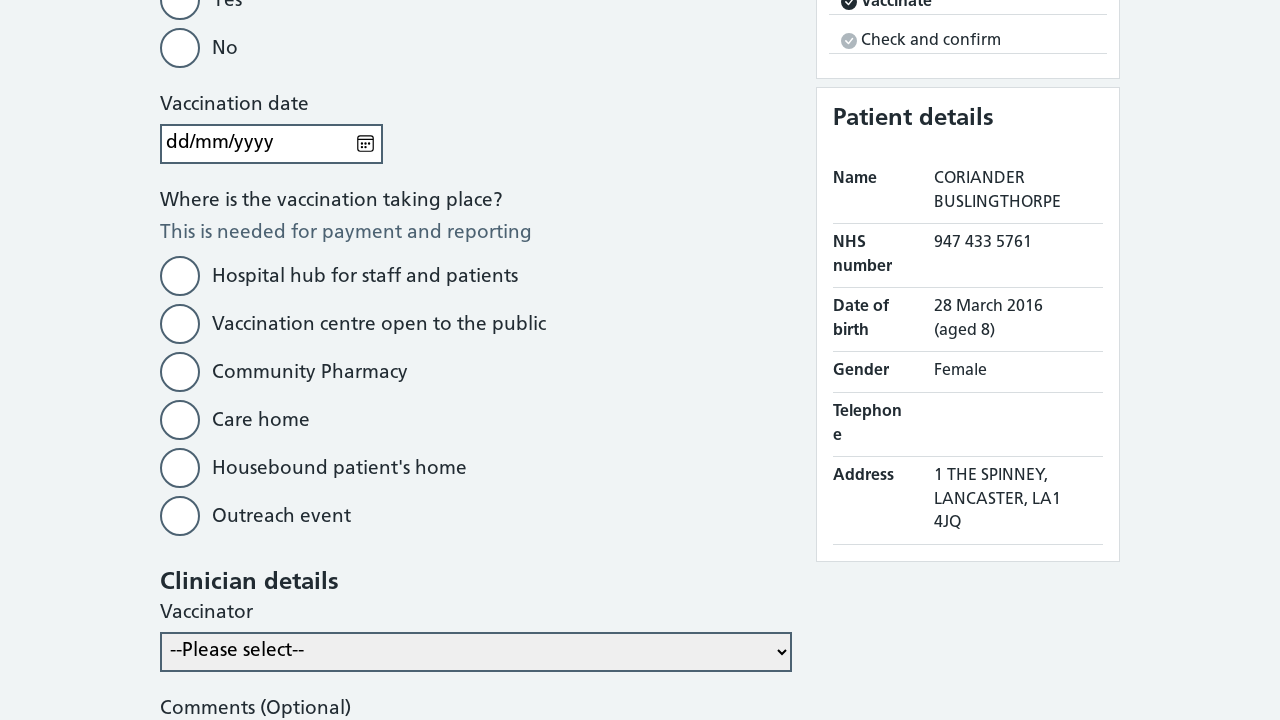 Yes
No
Vaccination date
dd/mm/yyyy
Where is the vaccination taking place?
This is needed for payment and reporting
Hospital hub for staff and patients
Vaccination centre open to the public
Community Pharmacy
Care home
Housebound patient's home
Outreach event
Clinician details
Vaccinator
--Please select--
Comments (Optional)
Vaccinate
Check and confirm
Patient details
Name CORIANDER
BUSLINGTHORPE
NHS 947 433 5761
number
Date of 28 March 2016
birth (aged 8)
Gender Female
Telephon
e
Address 1 THE SPINNEY,
LANCASTER, LA1
4JQ